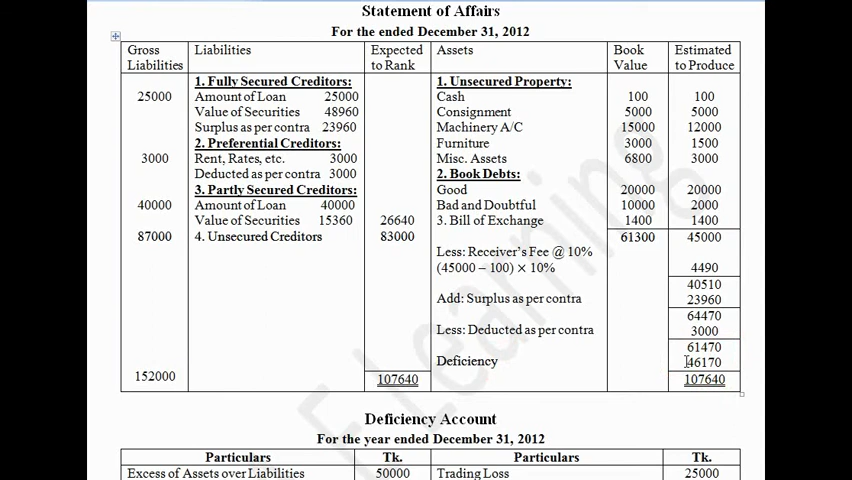 Statement of Affairs
For the ended December 31, 2012
Gross Liabilities Liabilities Expected to Rank Assets Book Value Estimated to Produce
1. Fully Secured Creditors: 1. Unsecured Property:
25000 Amount of Loan 25000 Cash 100 100
Value of Securities 48960 Consignment 5000 5000
Surplus as per contra 23960 Machinery A/C 15000 12000
2. Preferential Creditors: Furniture 3000 1500
3000 Rent, Rates, etc. 3000 Misc. Assets 6800 3000
Deducted as per contra 3000 2. Book Debts:
3. Partly Secured Creditors: Good 20000 20000
40000 Amount of Loan 40000 Bad and Doubtful 10000 2000
Value of Securities 15360 26640 3. Bill of Exchange 1400 1400
87000 4. Unsecured Creditors 83000 61300 45000
Less: Receiver's Fee @ 10%
(45000 – 100) × 10% 4490
40510
Add: Surplus as per contra 23960
64470
Less: Deducted as per contra 3000
61470
Deficiency 46170
152000 107640 107640
E Learning
Deficiency Account
For the year ended December 31, 2012
Particulars Tk. Particulars Tk.
Excess of Assets over Liabilities 50000 Trading Loss 25000